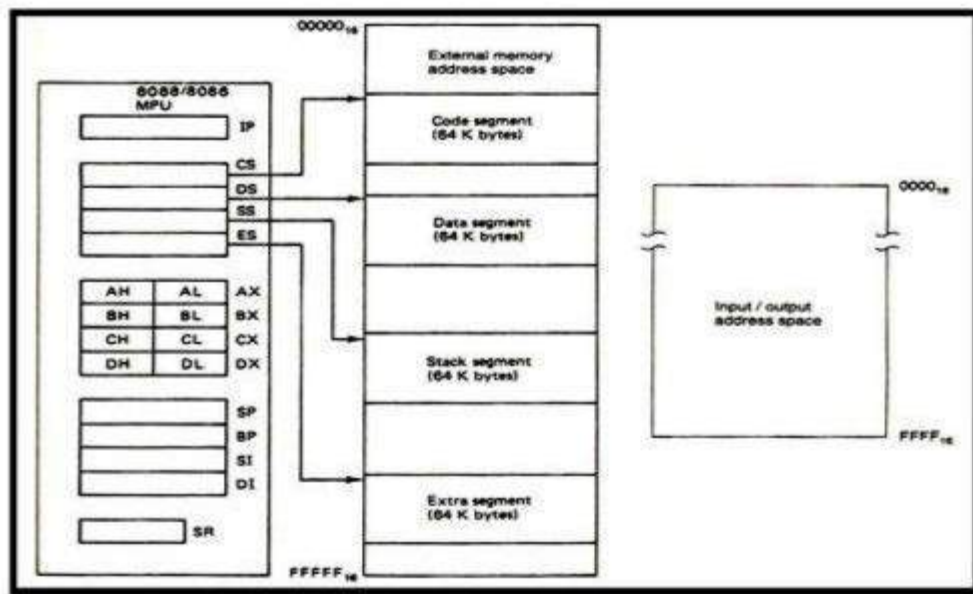 8088/8086
MPU
IP
CS
DS
SS
ES
AH AL AX
BH BL BX
CH CL CX
DH DL DX
SP
BP
SI
DI
SR
00000₁₆
External memory
address space
Code segment
(64 K bytes)
Data segment
(64 K bytes)
Stack segment
(64 K bytes)
Extra segment
(64 K bytes)
FFFFF₁₆
0000₁₆
Input / output
address space
FFFF₁₆